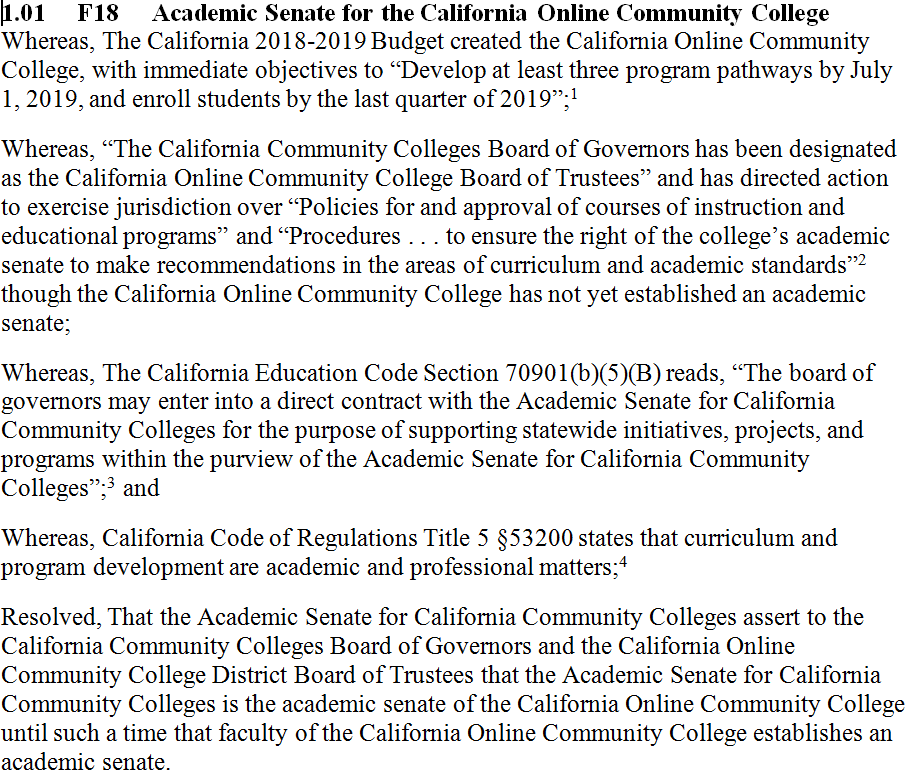 1.01 F18 Academic Senate for the California Online Community College
Whereas, The California 2018-2019 Budget created the California Online Community
College, with immediate objectives to “Develop at least three program pathways by July
1, 2019, and enroll students by the last quarter of 2019”;¹
Whereas, “The California Community Colleges Board of Governors has been designated
as the California Online Community College Board of Trustees” and has directed action
to exercise jurisdiction over “Policies for and approval of courses of instruction and
educational programs” and “Procedures . . . to ensure the right of the college’s academic
senate to make recommendations in the areas of curriculum and academic standards”²
though the California Online Community College has not yet established an academic
senate;
Whereas, The California Education Code Section 70901(b)(5)(B) reads, “The board of
governors may enter into a direct contract with the Academic Senate for California
Community Colleges for the purpose of supporting statewide initiatives, projects, and
programs within the purview of the Academic Senate for California Community
Colleges”;³ and
Whereas, California Code of Regulations Title 5 §53200 states that curriculum and
program development are academic and professional matters;⁴
Resolved, That the Academic Senate for California Community Colleges assert to the
California Community Colleges Board of Governors and the California Online
Community College District Board of Trustees that the Academic Senate for California
Community Colleges is the academic senate of the California Online Community College
until such a time that faculty of the California Online Community College establishes an
academic senate.